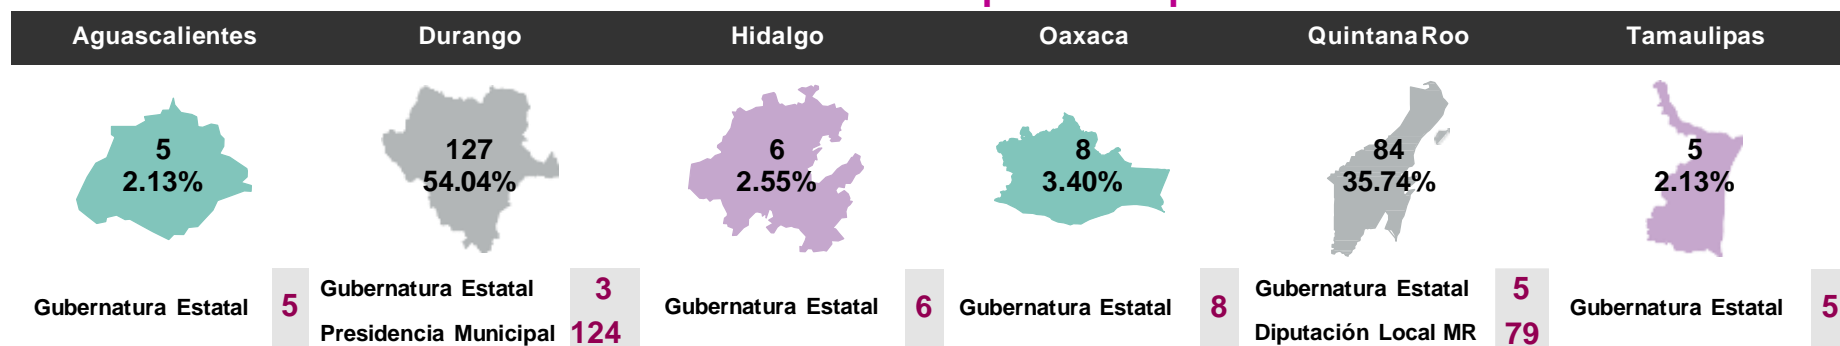 Aguascalientes Durango Hidalgo Oaxaca Quintana Roo Tamaulipas
5 127 6 8 84 5
2.13% 54.04% 2.55% 3.40% 35.74% 2.13%
Gubernatura Estatal 5
Gubernatura Estatal 3
Presidencia Municipal 124
Gubernatura Estatal 6
Gubernatura Estatal 8
Gubernatura Estatal 5
Diputación Local MR 79
Gubernatura Estatal 5